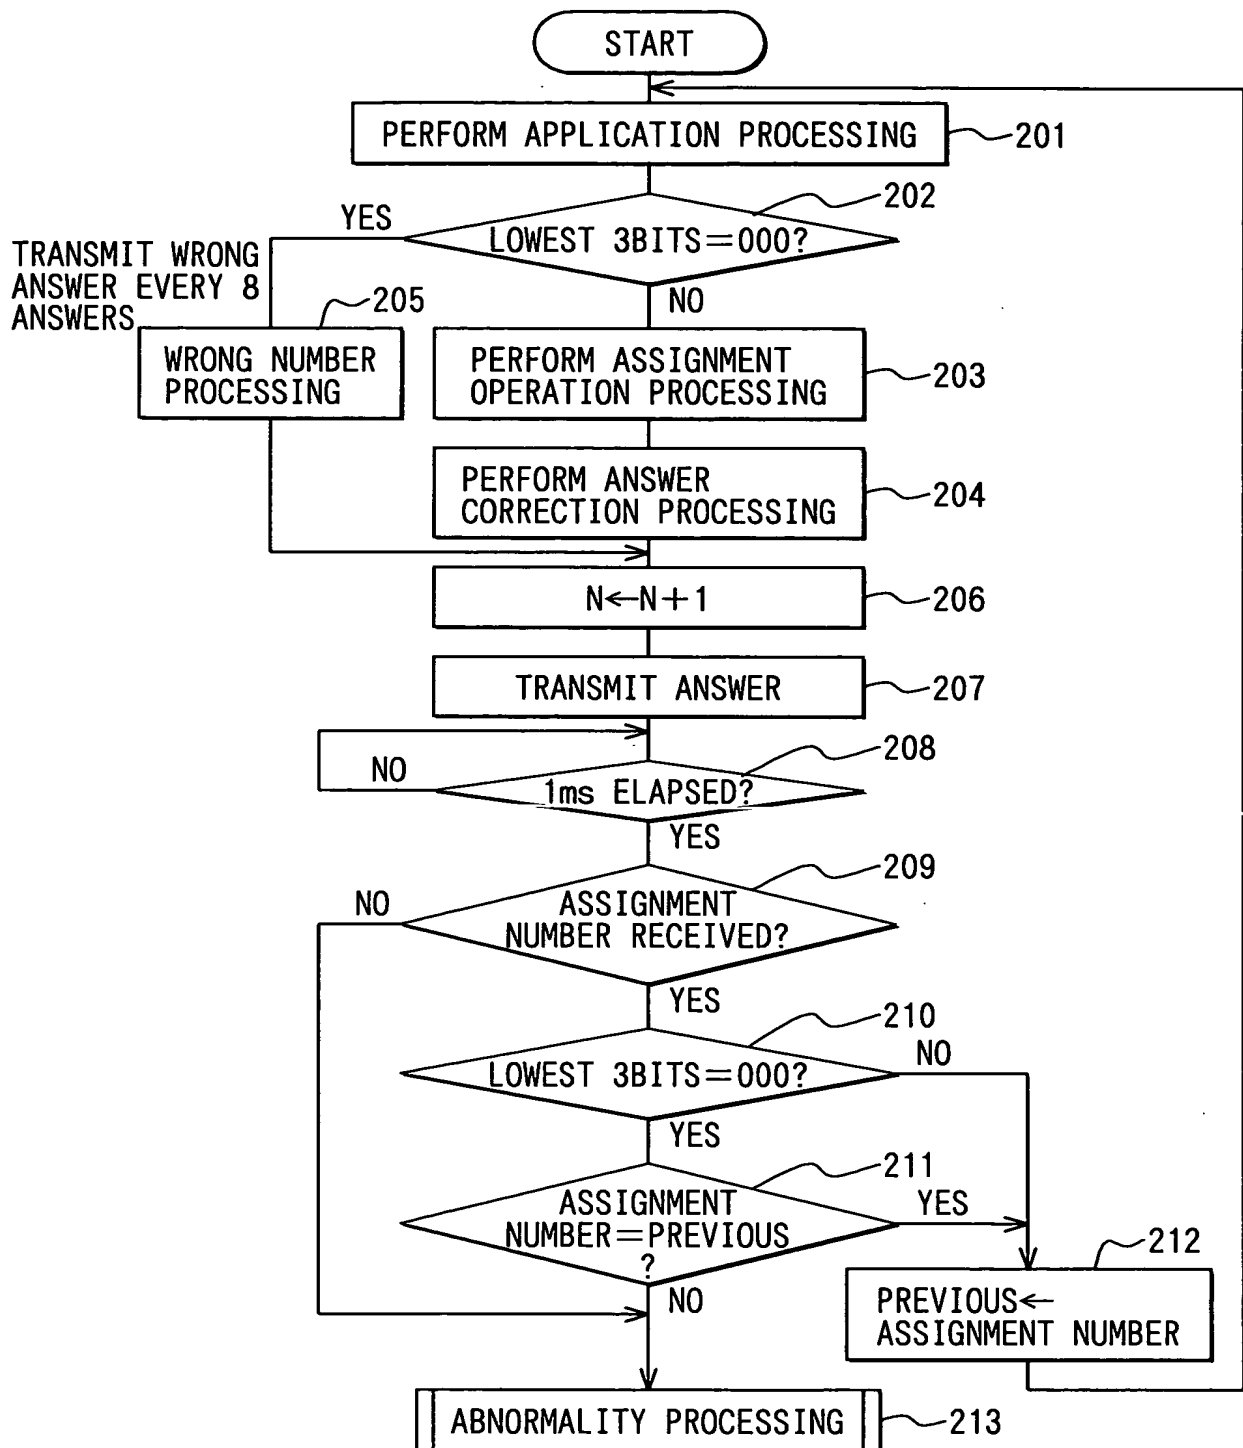 START
PERFORM APPLICATION PROCESSING
201
202
YES
LOWEST 3BITS=000?
TRANSMIT WRONG
ANSWER EVERY 8
ANSWERS
NO
205
WRONG NUMBER
PROCESSING
PERFORM ASSIGNMENT
OPERATION PROCESSING
203
PERFORM ANSWER
CORRECTION PROCESSING
204
N←N+1
206
TRANSMIT ANSWER
207
208
NO
1ms ELAPSED?
YES
209
NO
ASSIGNMENT
NUMBER RECEIVED?
YES
210
NO
LOWEST 3BITS=000?
YES
211
ASSIGNMENT
NUMBER=PREVIOUS
?
YES
NO
212
PREVIOUS←
ASSIGNMENT NUMBER
ABNORMALITY PROCESSING
213